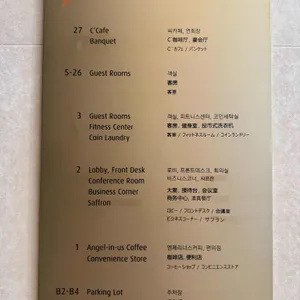 27 C'Cafe 씨카페, 연회장
Banquet C'咖啡厅, 宴会厅
C'カフェ / バンケット
5-26 Guest Rooms 객실
客房
客室
3 Guest Rooms 객실, 피트니스센터, 코인세탁실
Fitness Center 客房, 健身室, 投币式洗衣机
Coin Laundry 客室 / フィットネスルーム / コインランドリー
2 Lobby, Front Desk 로비, 프론트데스크, 회의실
Conference Room 비즈니스코너, 샤프란
Business Corner 大堂, 接待台, 会议室
Saffron 商务中心,
ロビー / フロントデスク / 会議室
ビジネスコーナー / サフラン
1 Angel-in-us Coffee 엔제리너스커피, 편의점
Convenience Store 咖啡店, 便利店
コーヒーショップ / コンビニエンスストア
B2-B4 Parking Lot 주차장